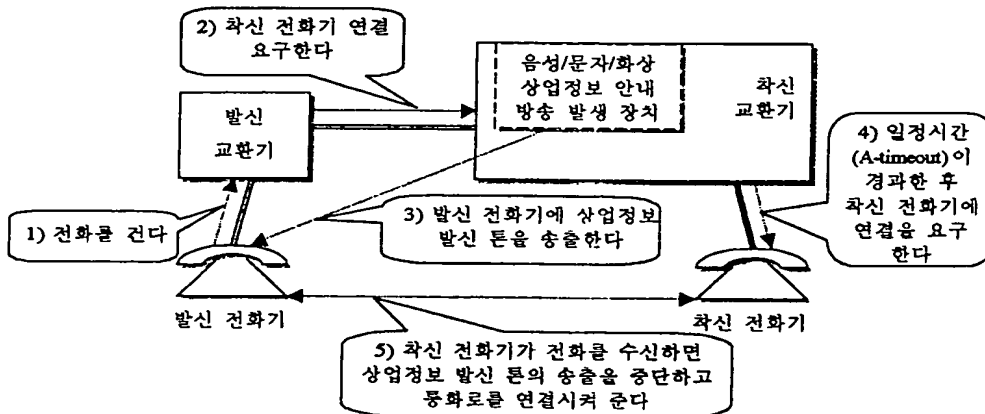 2) 착신 전화기 연결
요구한다
음성/문자/화상
상업정보 안내
방송 발생 장치
착신
교환기
발신
교환기
4) 일정시간
(A-timeout)이
경과한 후
착신 전화기에
연결을 요구
한다
1) 전화를 건다
3) 발신 전화기에 상업정보
발신 톤을 송출한다
발신 전화기
착신 전화기
5) 착신 전화기가 전화를 수신하면
상업정보 발신 톤의 송출을 중단하고
통화로를 연결시켜 준다